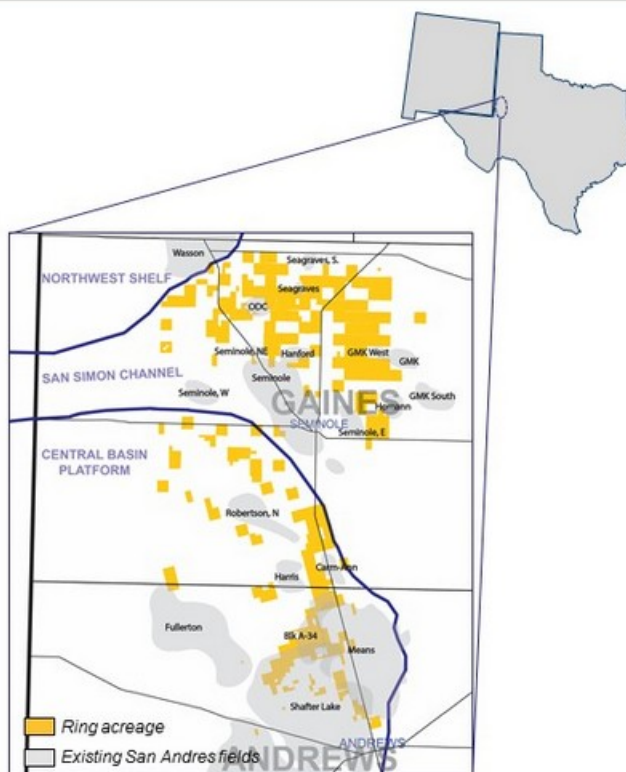 Wasson
Seagraves, S.
NORTHWEST SHELF
Seagraves
ODC
Seminole, NE
Hanford
GMK West
GMK
SAN SIMON CHANNEL
Seminole
Seminole, W
GMK South
GAINES
Homann
SEMINOLE
Seminole, E
CENTRAL BASIN
PLATFORM
Robertson, N
Carm-Ann
Harris
Fullerton
Blk A-34
Means
Shafter Lake
Ring acreage
ANDREWS
Existing San Andres fields
ANDREWS